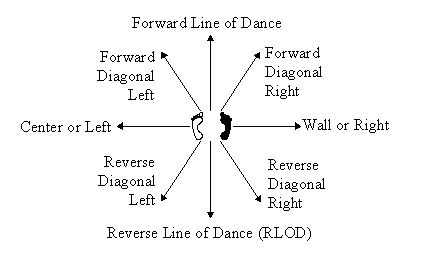 Forward Line of Dance
Forward
Diagonal
Left
Forward
Diagonal
Right
Center or Left
Wall or Right
Reverse
Diagonal
Left
Reverse
Diagonal
Right
Reverse Line of Dance (RLOD)